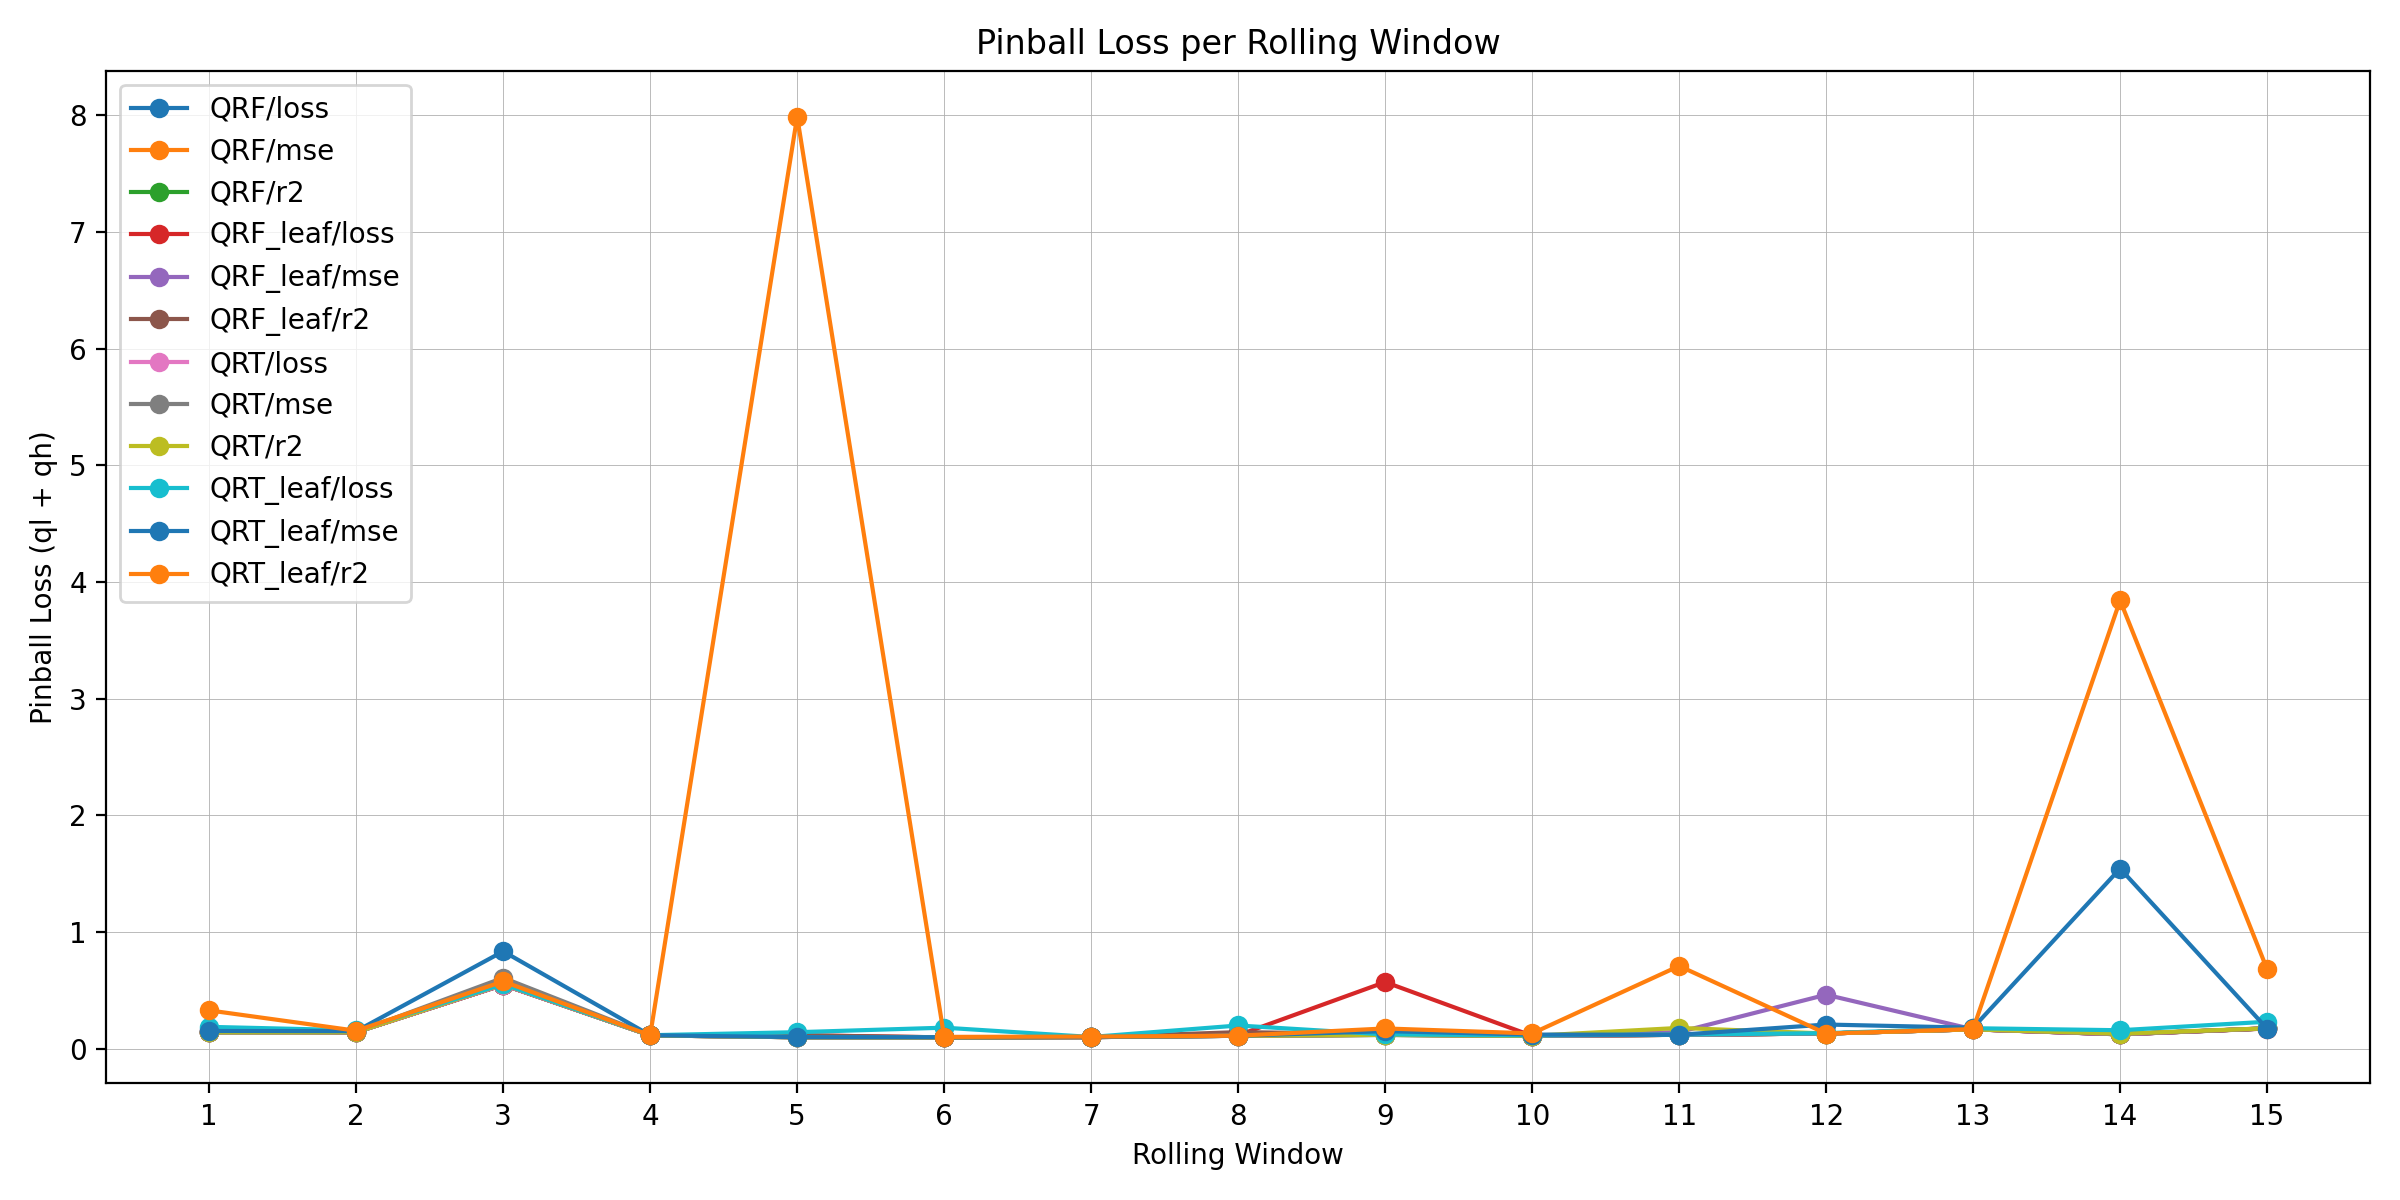 Pinball Loss per Rolling Window
Pinball Loss (ql + qh)
8
7
6
5
4
3
2
1
0
QRF/loss
QRF/mse
QRF/r2
QRF_leaf/loss
QRF_leaf/mse
QRF_leaf/r2
QRT/loss
QRT/mse
QRT/r2
QRT_leaf/loss
QRT_leaf/mse
QRT_leaf/r2
1 2 3 4 5 6 7 8 9 10 11 12 13 14 15
Rolling Window